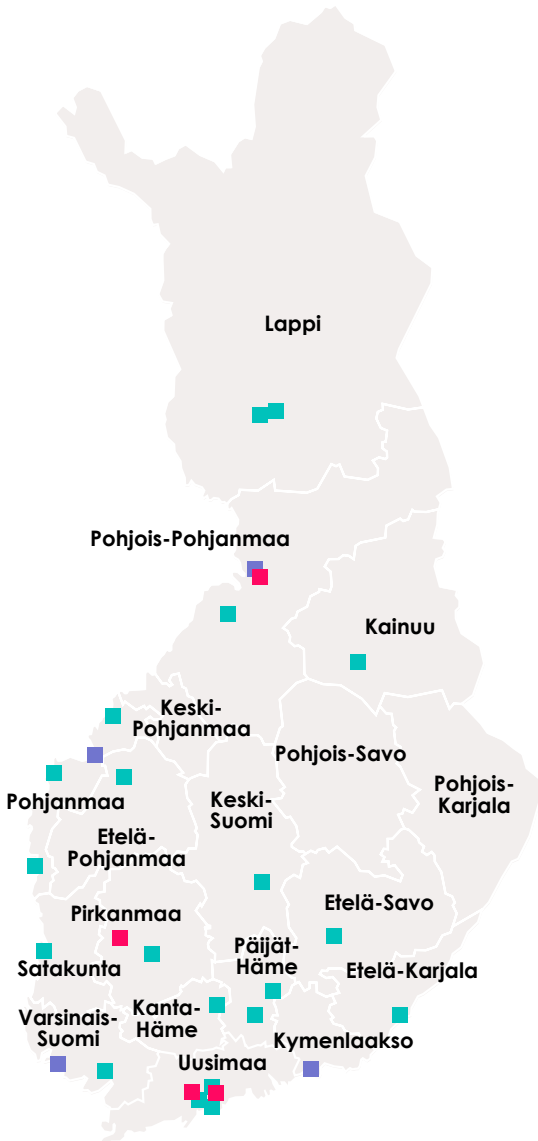 Lappi
Pohjois-Pohjanmaa
Kainuu
Keski-
Pohjanmaa
Pohjois-Savo
Pohjois-
Karjala
Pohjanmaa
Keski-
Suomi
Etelä-
Pohjanmaa
Etelä-Savo
Pirkanmaa
Päijät-
Häme
Satakunta
Etelä-Karjala
Kanta-
Häme
Varsinais-
Suomi
Kymenlaakso
Uusimaa